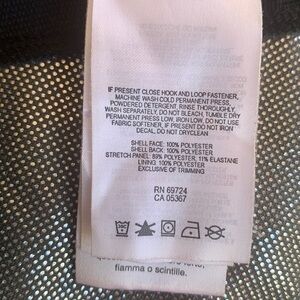 IF PRESENT CLOSE HOOK AND LOOP FASTENER,
MACHINE WASH COLD PERMANENT PRESS,
POWDERED DETERGENT, RINSE THOROUGHLY,
WASH SEPARATELY, DO NOT BLEACH, TUMBLE DRY
PERMANENT PRESS LOW, IRON LOW, DO NOT USE
FABRIC SOFTENER, IF PRESENT DO NOT IRON
DECAL, DO NOT DRYCLEAN
SHELL FACE: 100% POLYESTER
SHELL BACK: 100% POLYESTER
STRETCH PANEL: 89% POLYESTER, 11% ELASTANE
LINING: 100% POLYESTER
EXCLUSIVE OF TRIMMING
RN 69724
CA 05367
fiamma o scintille.